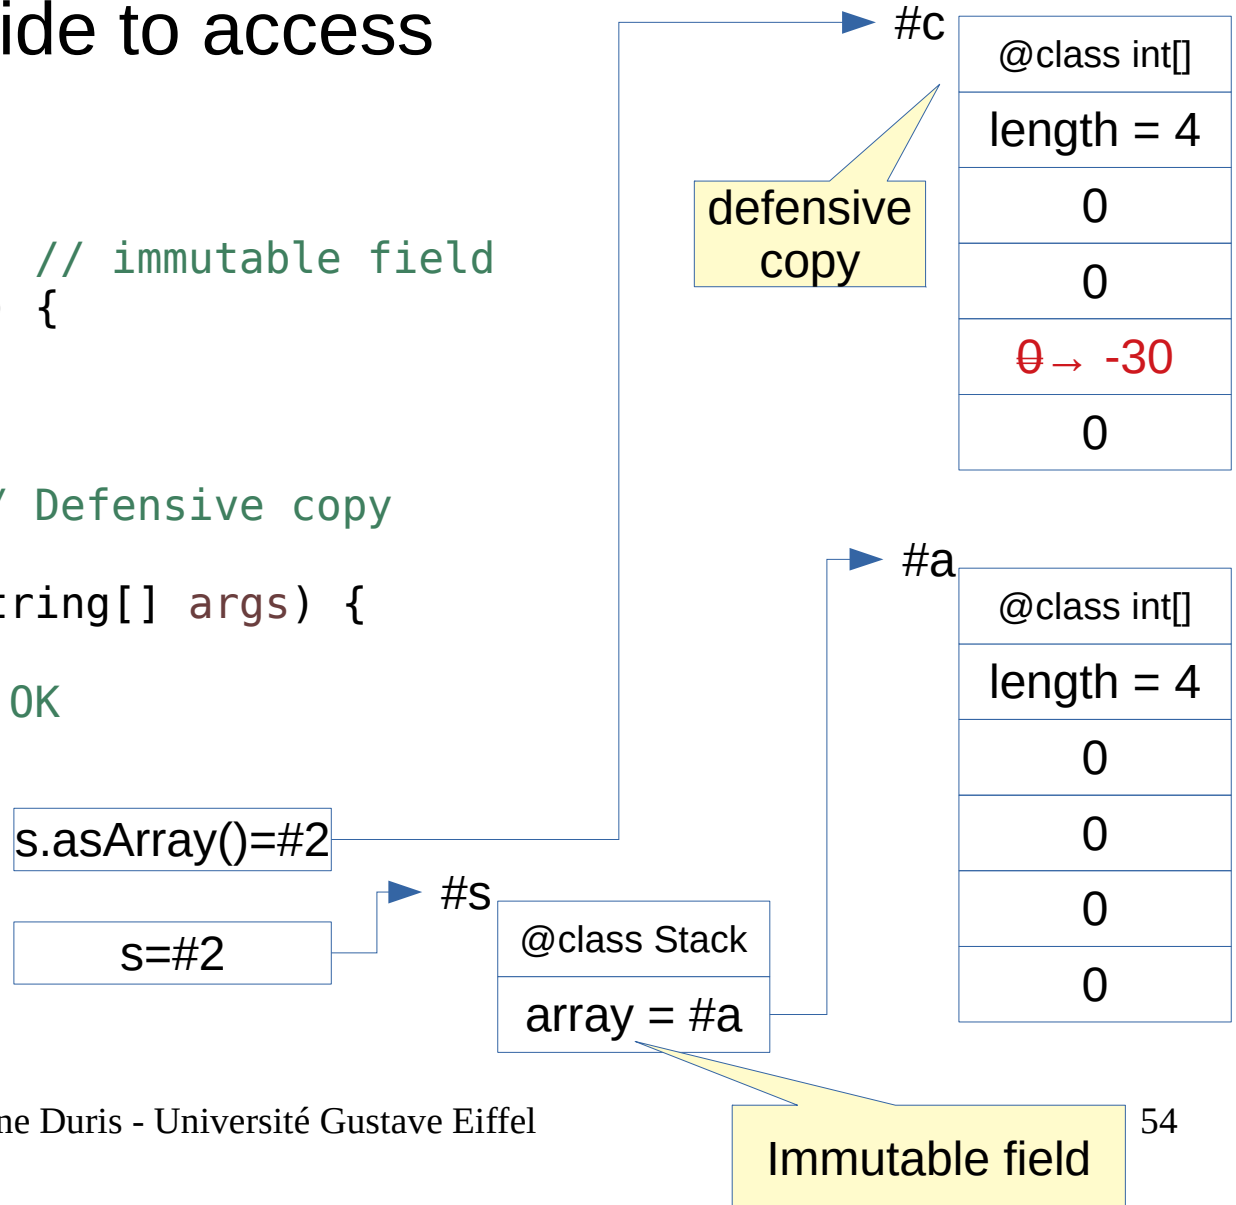 ide to access
// immutable field
{
/ Defensive copy
tring[] args) {
OK
#c
@class int[]
length = 4
0
0
0→ -30
0
defensive
copy
#a
@class int[]
length = 4
0
0
0
0
s.asArray()=#2
s=#2
#s
@class Stack
array = #a
Immutable field
ne Duris - Université Gustave Eiffel
54